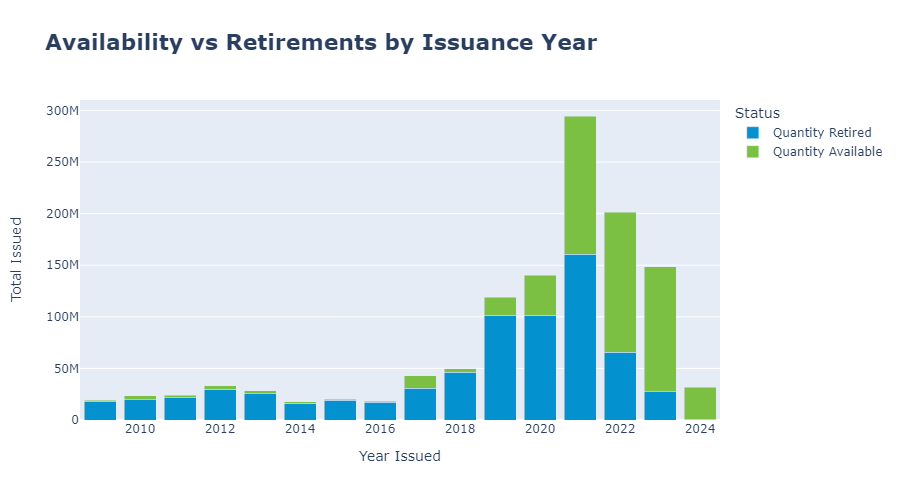 Availability vs Retirements by Issuance Year
Status
Quantity Retired
Quantity Available
Total Issued
300M
250M
200M
150M
100M
50M
0
2010 2012 2014 2016 2018 2020 2022 2024
Year Issued